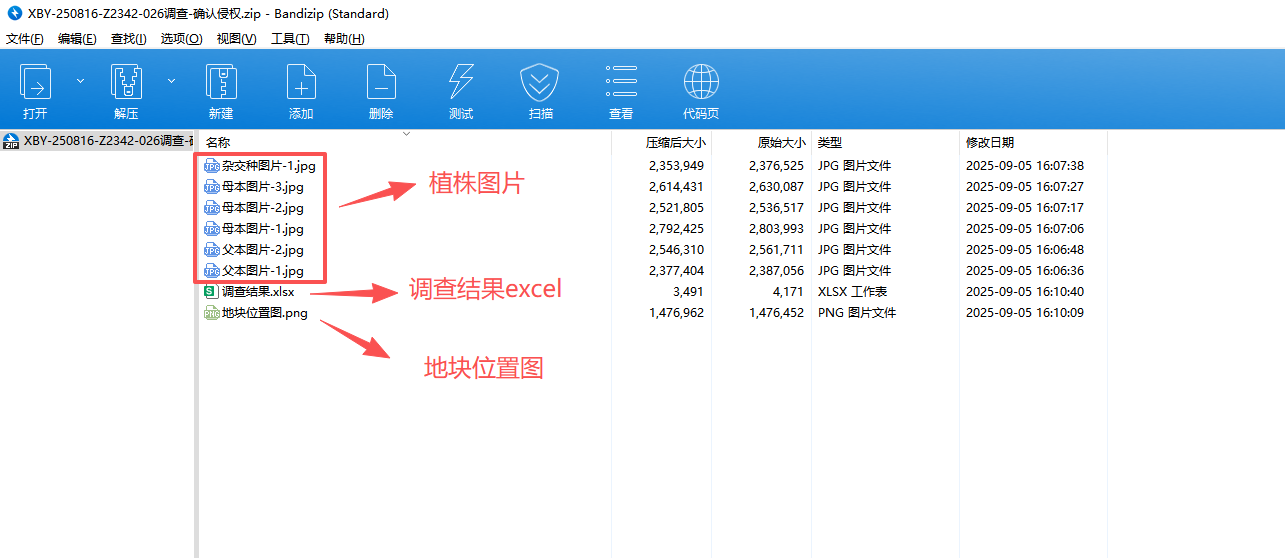 XBY-250816-Z2342-026调查-确认侵权.zip - Bandizip (Standard)
文件(F) 编辑(E) 查找(I) 选项(O) 视图(V) 工具(T) 帮助(H)
打开 解压 新建 添加 删除 测试 扫描 查看 代码页
XBY-250816-Z2342-026调查-确
名称 压缩后大小 原始大小 类型 修改日期
杂交种图片-1.jpg 2,353,949 2,376,525 JPG 图片文件 2025-09-05 16:07:38
母本图片-3.jpg 2,614,431 2,630,087 JPG 图片文件 2025-09-05 16:07:27
母本图片-2.jpg 2,521,805 2,536,517 JPG 图片文件 2025-09-05 16:07:17
母本图片-1.jpg 2,792,425 2,803,993 JPG 图片文件 2025-09-05 16:07:06
父本图片-2.jpg 2,546,310 2,561,711 JPG 图片文件 2025-09-05 16:06:48
父本图片-1.jpg 2,377,404 2,387,056 JPG 图片文件 2025-09-05 16:06:36
调查结果.xlsx 3,491 4,171 XLSX 工作表 2025-09-05 16:10:40
地块位置图.png 1,476,962 1,476,452 PNG 图片文件 2025-09-05 16:10:09
植株图片
调查结果excel
地块位置图